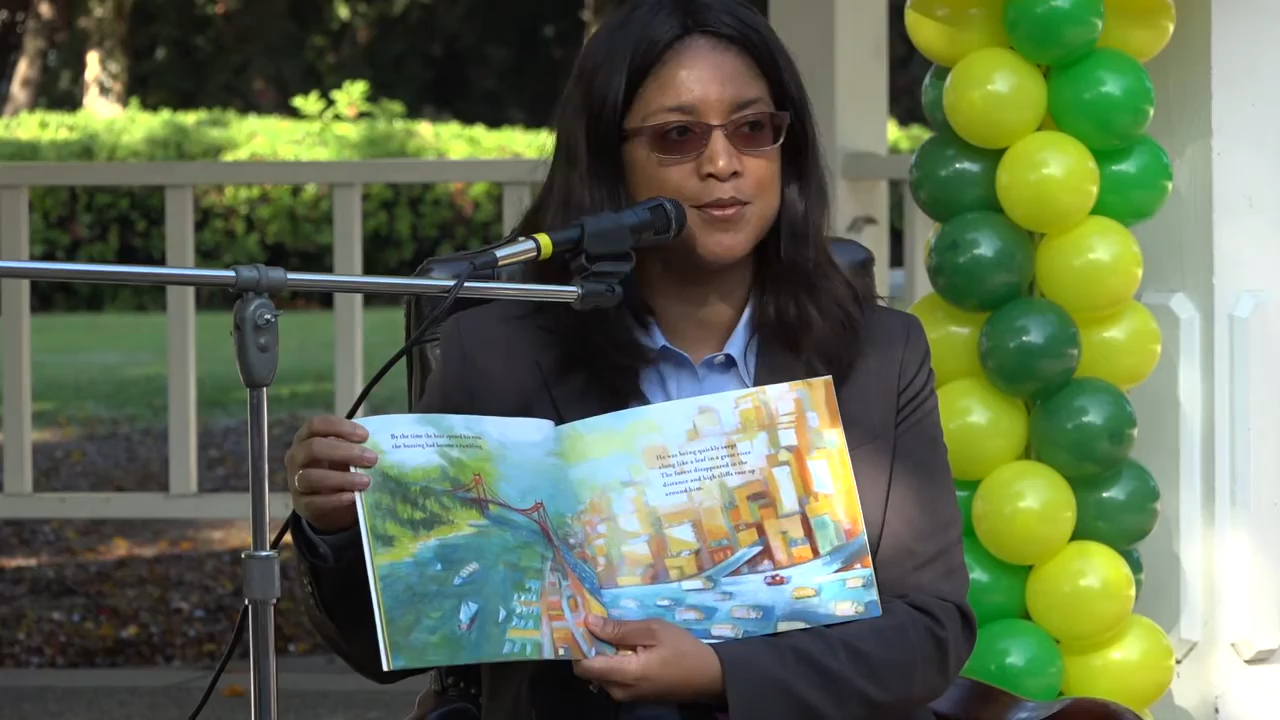 By the time the bear opened his eyes,
the buzzing had become a rumbling.
He was being quickly swept
along like a leaf in a great river.
The forest disappeared in the
distance and high cliffs rose up
around him.